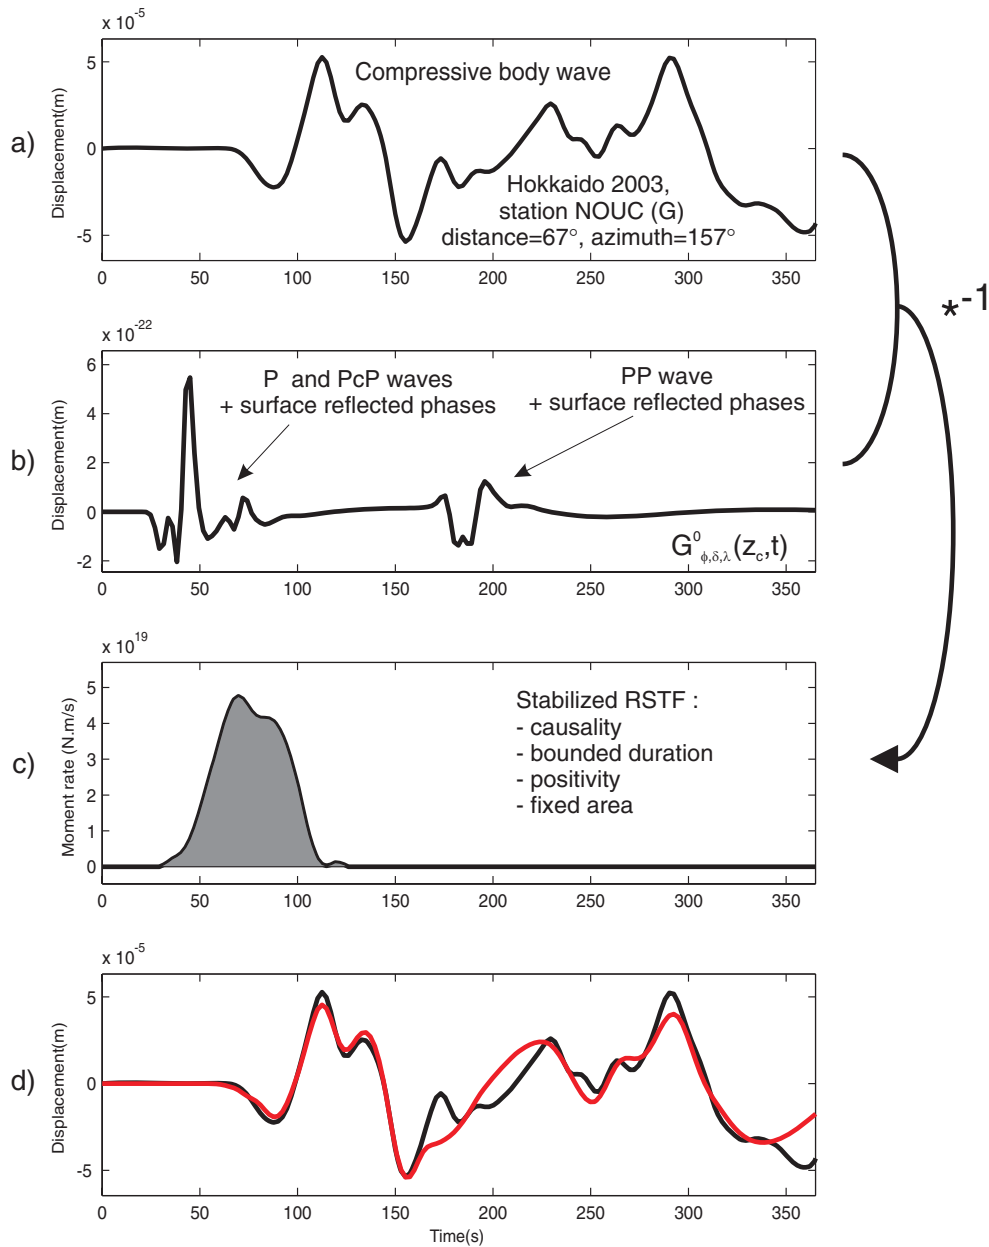 x 10-5
a)
Displacement(m)
5
0
-5
Compressive body wave
Hokkaido 2003,
station NOUC (G)
distance=67°, azimuth=157°
0 50 100 150 200 250 300 350
*-1
x 10-22
b)
Displacement(m)
6
4
2
0
-2
P and PcP waves
+ surface reflected phases
PP wave
+ surface reflected phases
G0ϕ,δ,λ(zc,t)
0 50 100 150 200 250 300 350
x 1019
c)
Moment rate (N.m/s)
5
4
3
2
1
0
Stabilized RSTF :
- causality
- bounded duration
- positivity
- fixed area
0 50 100 150 200 250 300 350
x 10-5
d)
Displacement(m)
5
0
-5
0 50 100 150 200 250 300 350
Time(s)